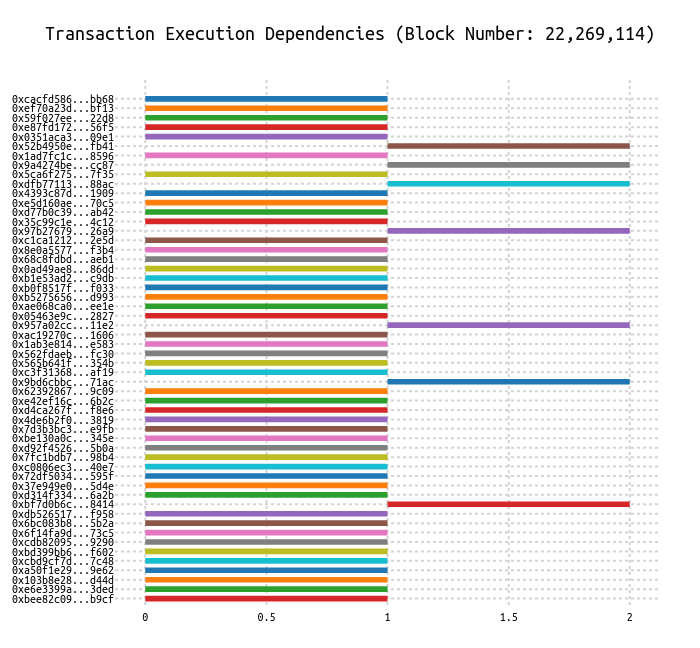 Transaction Execution Dependencies (Block Number: 22,269,114)
0xcacfd586...bb68
0xef70a23d...bf13
0x59f027ee...22d8
0xe87fd172...56f5
0x0351aca3...09e1
0x52b4950e...fb41
0x1ad7fc1c...8596
0x9a4274be...cc87
0x5ca6f275...7f35
0xdfb77113...88ac
0x4393c87d...1909
0xe5d160ae...70c5
0xd77b0c39...ab42
0x35c99c1e...4c12
0x97b27679...26a9
0xc1ca1212...2e5d
0x8e0a5577...f3b4
0x68c8fdbd...aeb1
0x0ad49ae8...86dd
0xb1e53ad2...c9db
0xb0f8517f...f033
0xb5275656...d993
0xae068ca0...ee1e
0x05463e9c...2827
0x957a02cc...11e2
0xac19270c...1606
0x1ab3e814...e583
0x562fdaeb...fc30
0x565b641f...354b
0xc3f31368...af19
0x9bd6cbbc...71ac
0x62392867...9c09
0xe42ef16c...6b2c
0xd4ca267f...f8e6
0x4de6b2f0...3819
0x7d3b3bc3...e9fb
0xbe130a0c...345e
0xd92f4526...5b0a
0x7fc1bdb7...98b4
0xc0806ec3...40e7
0x72df5034...595f
0x37e949e0...5d4e
0xd314f334...6a2b
0xbf7d0b6c...8414
0xdb526517...f958
0x6bc083b8...5b2a
0x6f14fa9d...73c5
0xcdb82095...9290
0xbd399bb6...f602
0xcbd9cf7d...7c48
0xa50f1e29...9e62
0x103b8e28...d44d
0xe6e3399a...3ded
0xbee82c09...b9cf
0 0.5 1 1.5 2